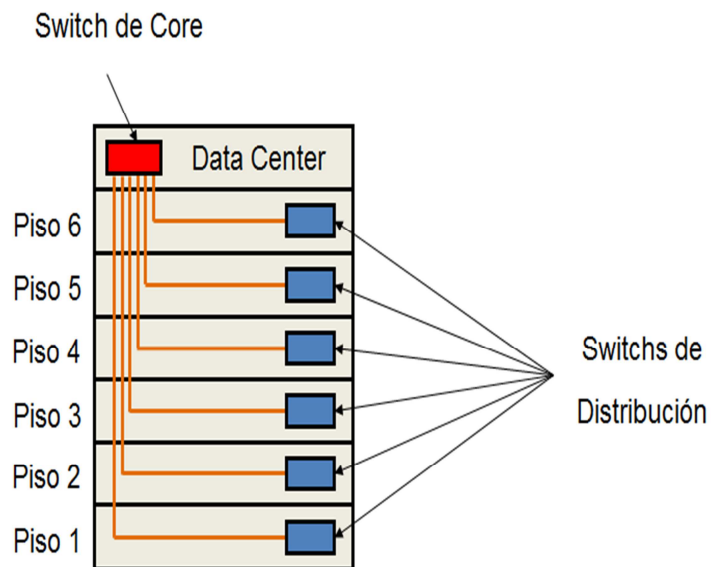 Switch de Core
Data Center
Piso 6
Piso 5
Piso 4
Piso 3
Piso 2
Piso 1
Switchs de
Distribución